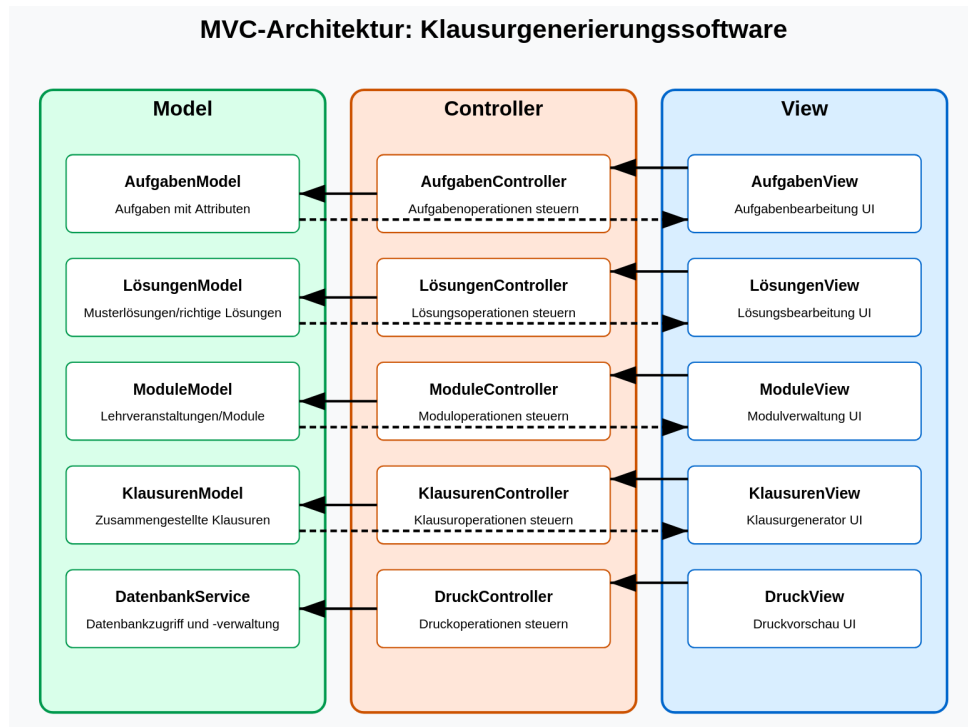 MVC-Architektur: Klausurgenerierungssoftware
Model
Controller
View
AufgabenModel
Aufgaben mit Attributen
AufgabenController
Aufgabenoperationen steuern
AufgabenView
Aufgabenbearbeitung UI
LösungenModel
Musterlösungen/richtige Lösungen
LösungenController
Lösungsoperationen steuern
LösungenView
Lösungsbearbeitung UI
ModuleModel
Lehrveranstaltungen/Module
ModuleController
Moduloperationen steuern
ModuleView
Modulverwaltung UI
KlausurenModel
Zusammengestellte Klausuren
KlausurenController
Klausuroperationen steuern
KlausurenView
Klausurgenerator UI
DatenbankService
Datenbankzugriff und -verwaltung
DruckController
Druckoperationen steuern
DruckView
Druckvorschau UI